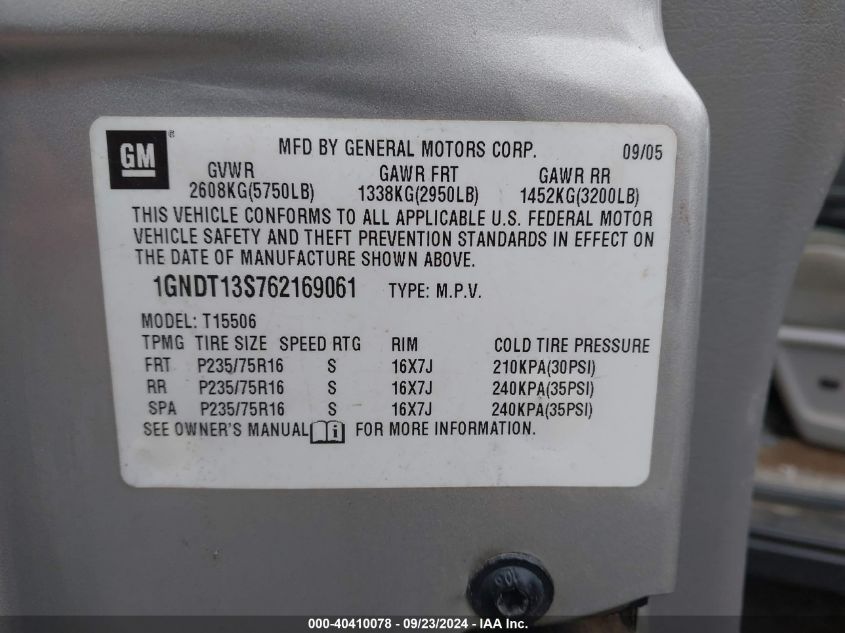 GM ® MFD BY GENERAL MOTORS CORP. 09/05
GVWR GAWR FRT GAWR RR
2608KG(5750LB) 1338KG(2950LB) 1452KG(3200LB)
THIS VEHICLE CONFORMS TO ALL APPLICABLE U.S. FEDERAL MOTOR
VEHICLE SAFETY AND THEFT PREVENTION STANDARDS IN EFFECT ON
THE DATE OF MANUFACTURE SHOWN ABOVE.
1GNDT13S762169061 TYPE: M.P.V.
MODEL: T15506
TPMG TIRE SIZE SPEED RTG RIM COLD TIRE PRESSURE
FRT P235/75R16 S 16X7J 210KPA(30PSI)
RR P235/75R16 S 16X7J 240KPA(35PSI)
SPA P235/75R16 S 16X7J 240KPA(35PSI)
SEE OWNER'S MANUAL i FOR MORE INFORMATION.
000-40410078 - 09/23/2024 - IAA Inc.